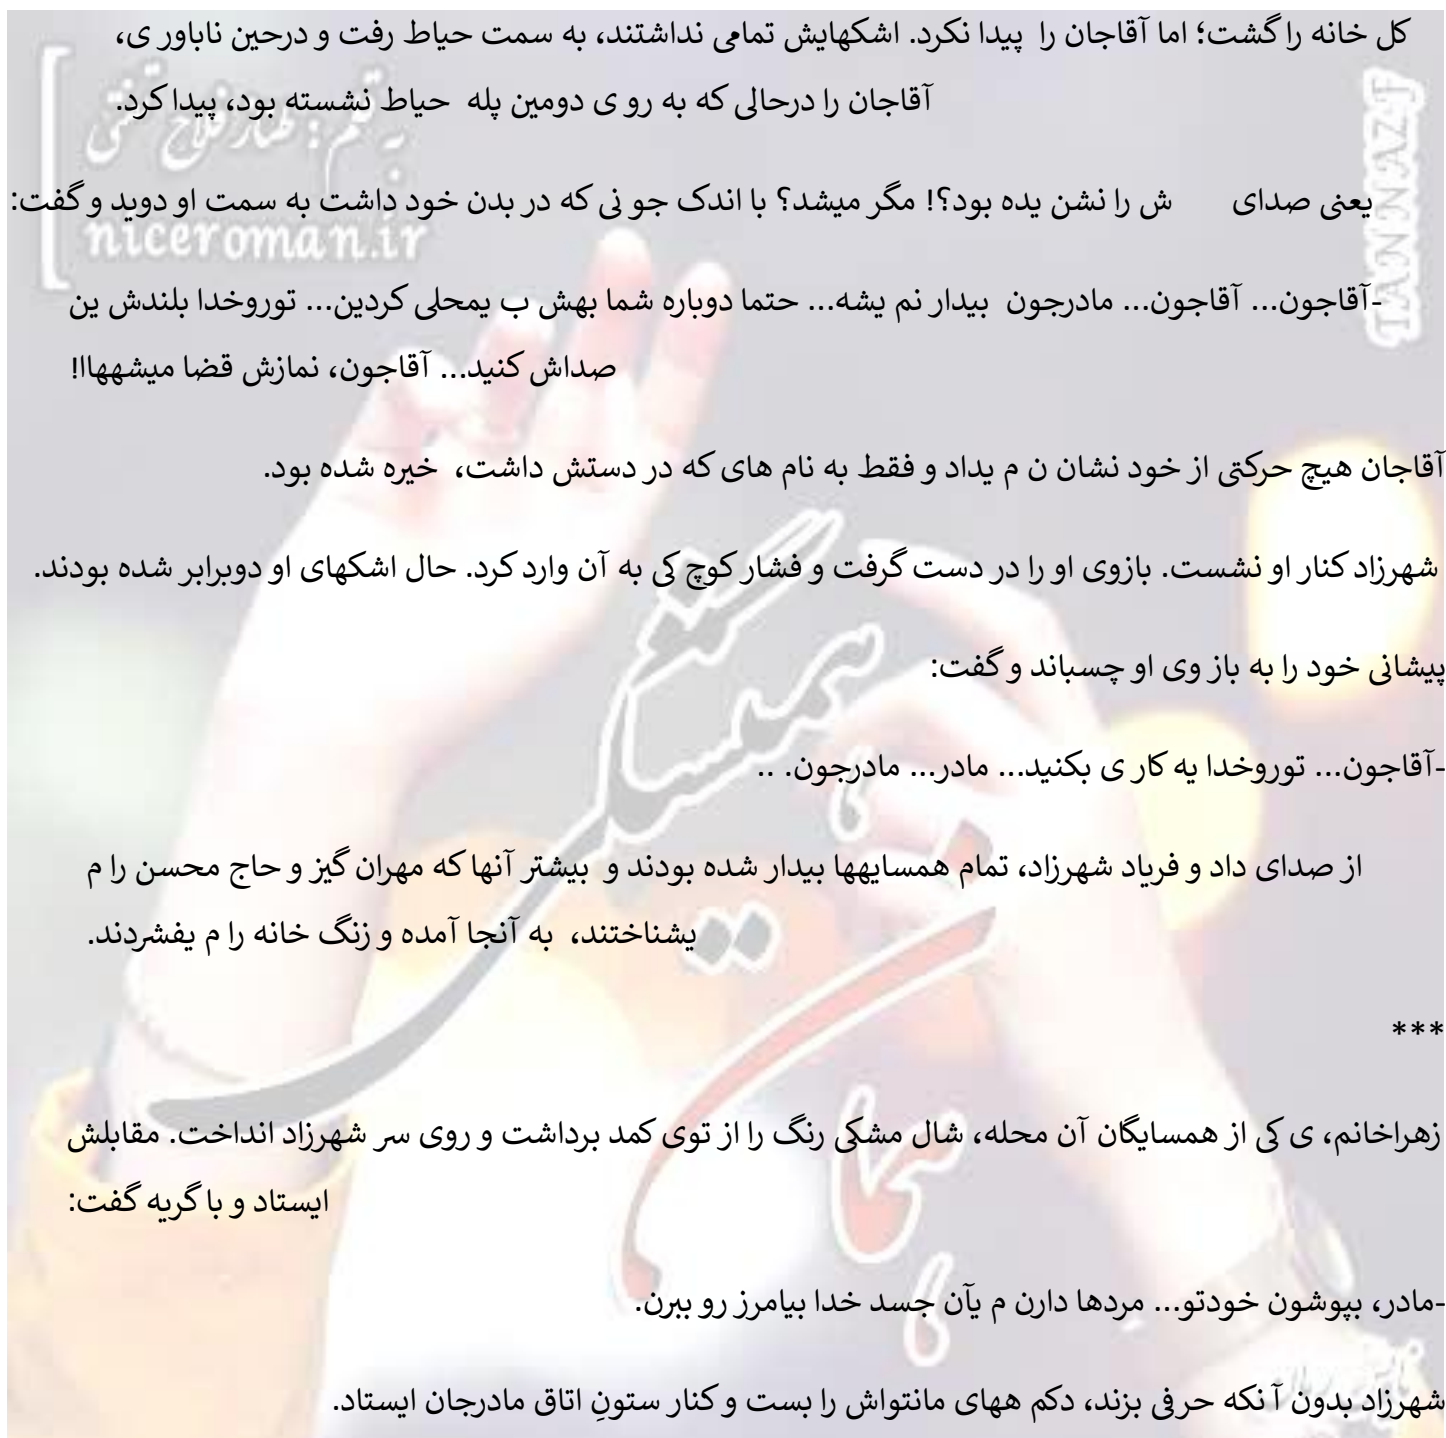 کل خانه را گشت؛ اما آقاجان را پیدا نکرد. اشکهایش تمامی نداشتند، به سمت حیاط رفت و درحین ناباور ی،
آقاجان را درحالی که به رو ی دومین پله حیاط نشسته بود، پیدا کرد.
یعنی صدای ش را نشن یده بود؟! مگر میشد؟ با اندک جو نی که در بدن خود داشت به سمت او دوید و گفت:
-آقاجون... آقاجون... مادرجون بیدار نم یشه... حتما دوباره شما بهش ب یمحلی کردین... توروخدا بلندش ین
صداش کنید... آقاجون، نمازش قضا میشههاا!
آقاجان هیچ حرکتی از خود نشان ن م یداد و فقط به نام های که در دستش داشت، خیره شده بود.
شهرزاد کنار او نشست. بازوی او را در دست گرفت و فشار کوچ کی به آن وارد کرد. حال اشکهای او دوبرابر شده بودند.
پیشانی خود را به باز وی او چسباند و گفت:
-آقاجون... توروخدا یه کار ی بکنید... مادر... مادرجون. ..
از صدای داد و فریاد شهرزاد، تمام همسایهها بیدار شده بودند و بیشتر آنها که مهران گیز و حاج محسن را م
یشناختند، به آنجا آمده و زنگ خانه را م یفشردند.
***
زهراخانم، ی کی از همسایگان آن محله، شال مشکی رنگ را از توی کمد برداشت و روی سر شهرزاد انداخت. مقابلش
ایستاد و با گریه گفت:
-مادر، بپوشون خودتو... مردها دارن م یآن جسد خدا بیامرز رو ببرن.
شهرزاد بدون آ نکه حرفی بزند، دکم ههای مانتواش را بست و کنار ستونِ اتاق مادرجان ایستاد.
niceroman.ir